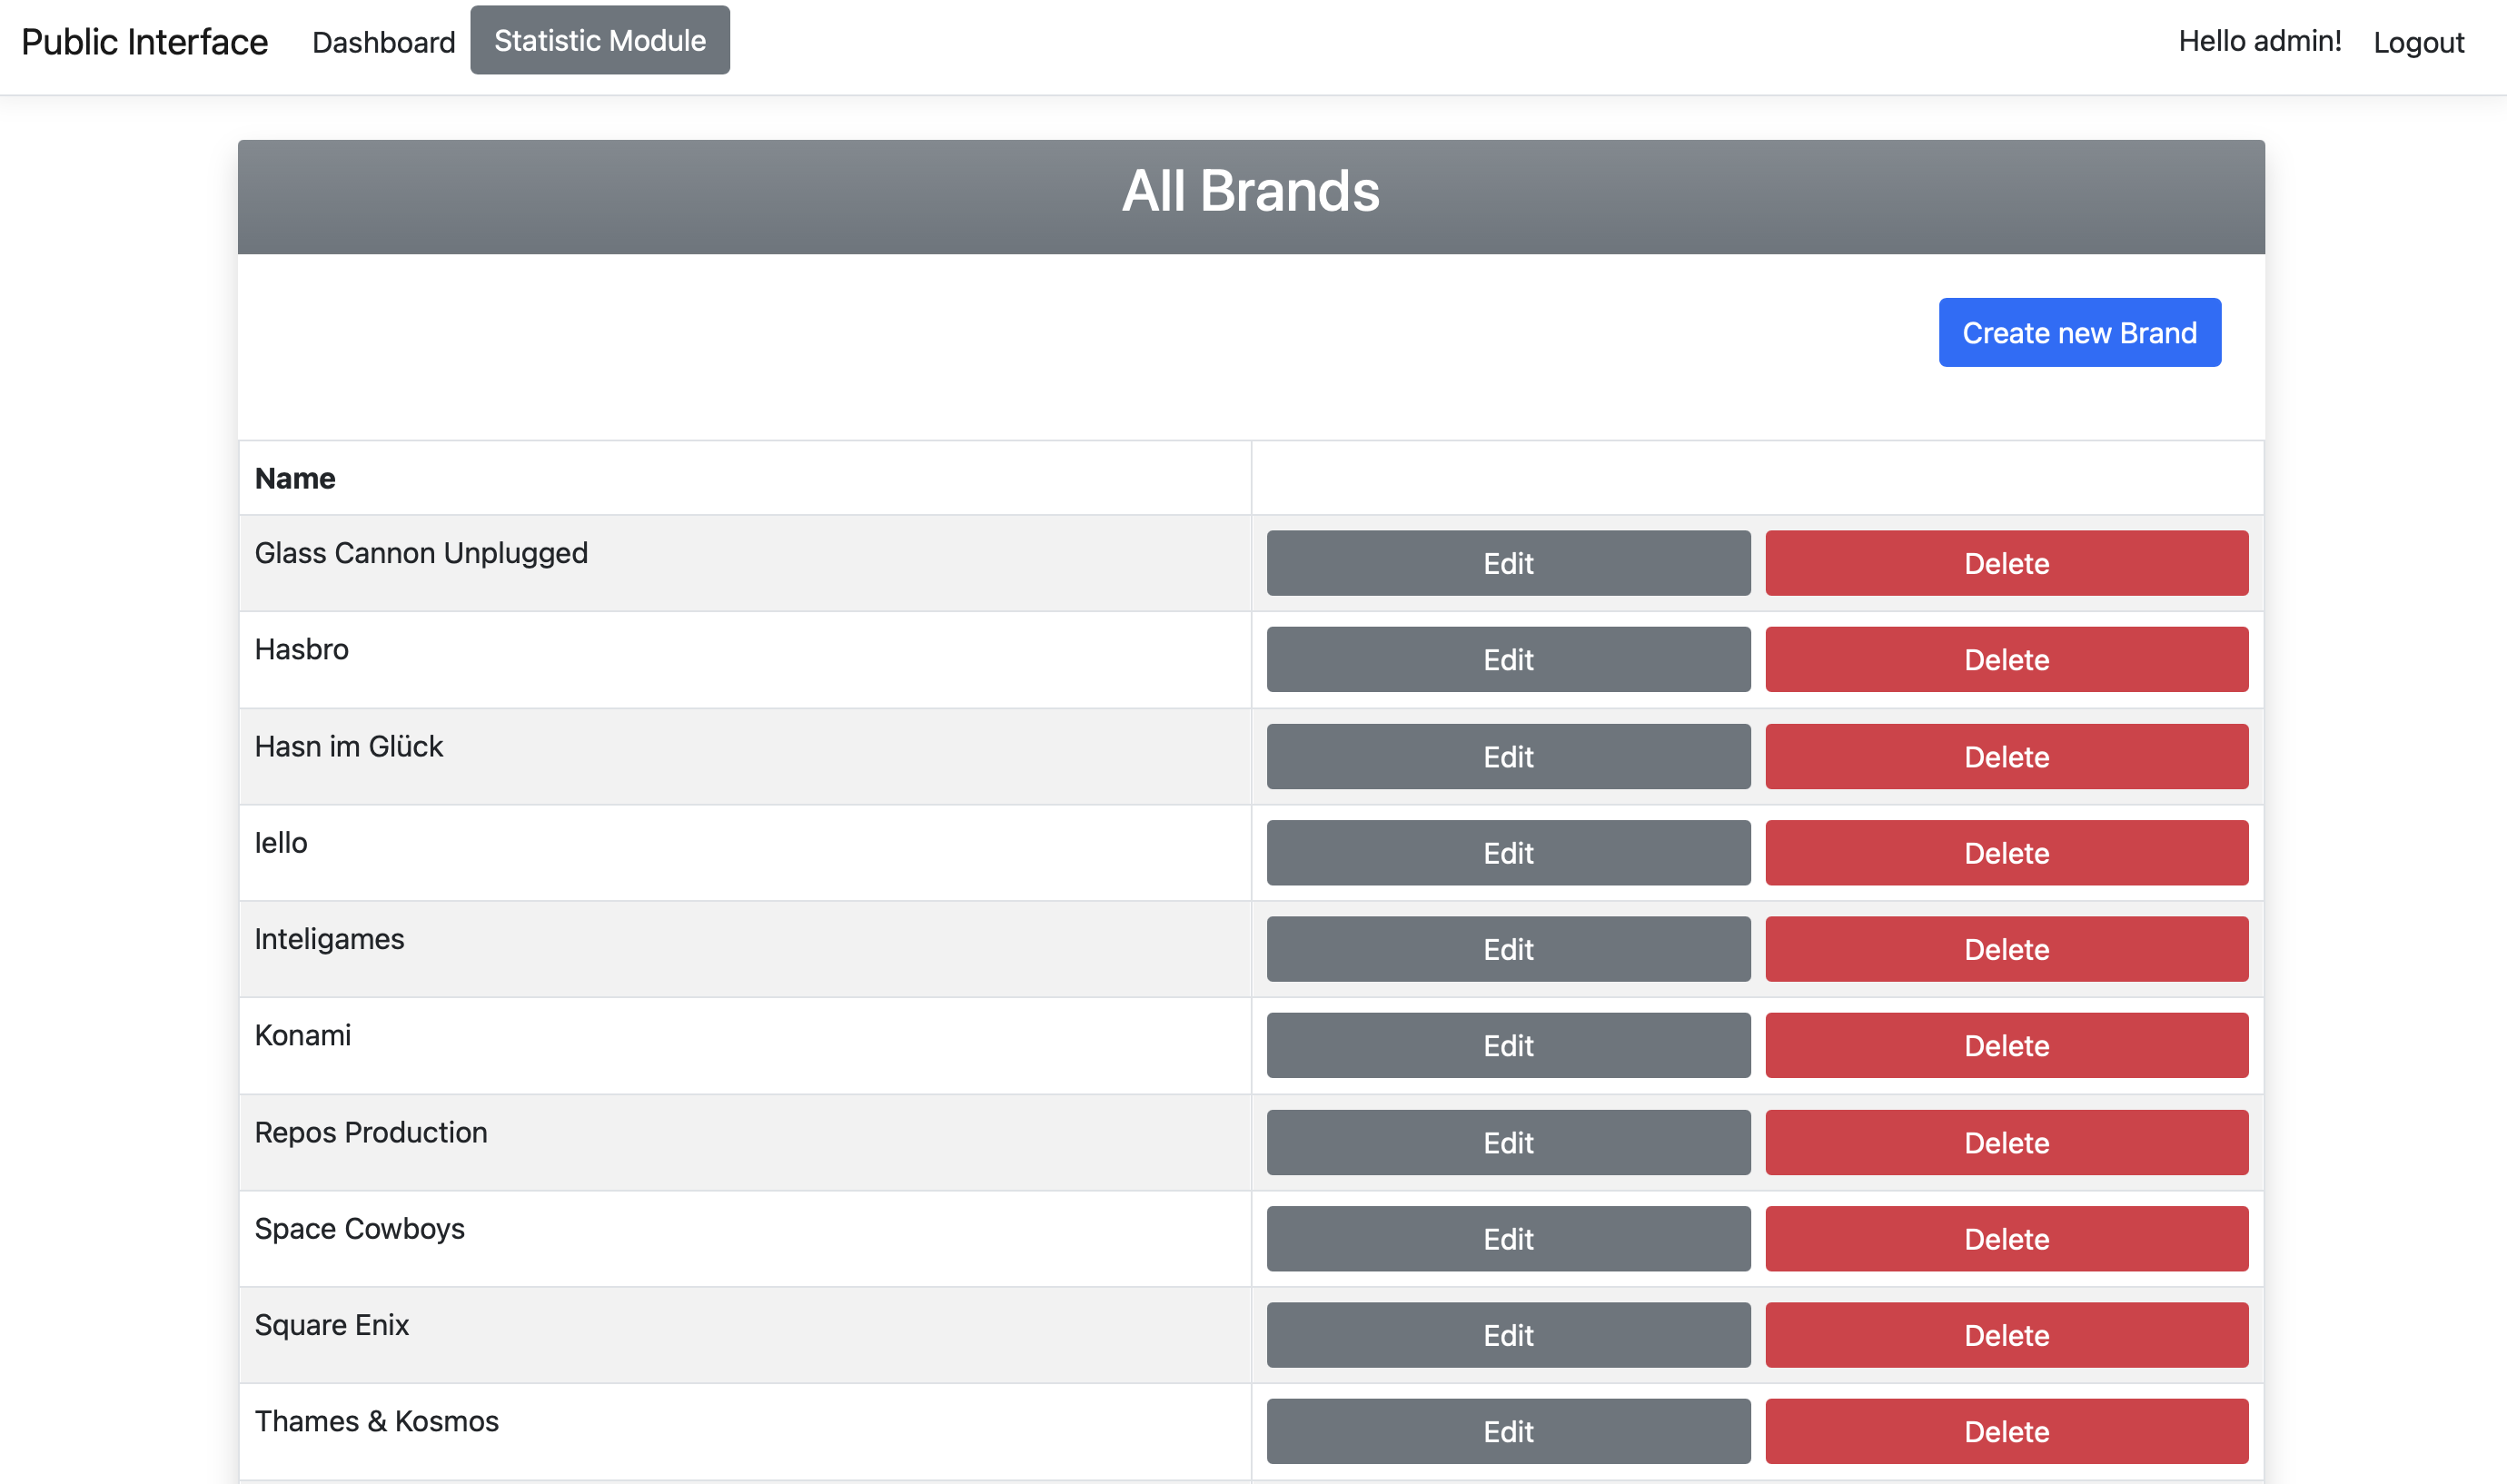 Public Interface Dashboard Statistic Module Hello admin! Logout
All Brands
Create new Brand
Name
Glass Cannon Unplugged Edit Delete
Hasbro Edit Delete
Hasn im Glück Edit Delete
Iello Edit Delete
Inteligames Edit Delete
Konami Edit Delete
Repos Production Edit Delete
Space Cowboys Edit Delete
Square Enix Edit Delete
Thames & Kosmos Edit Delete